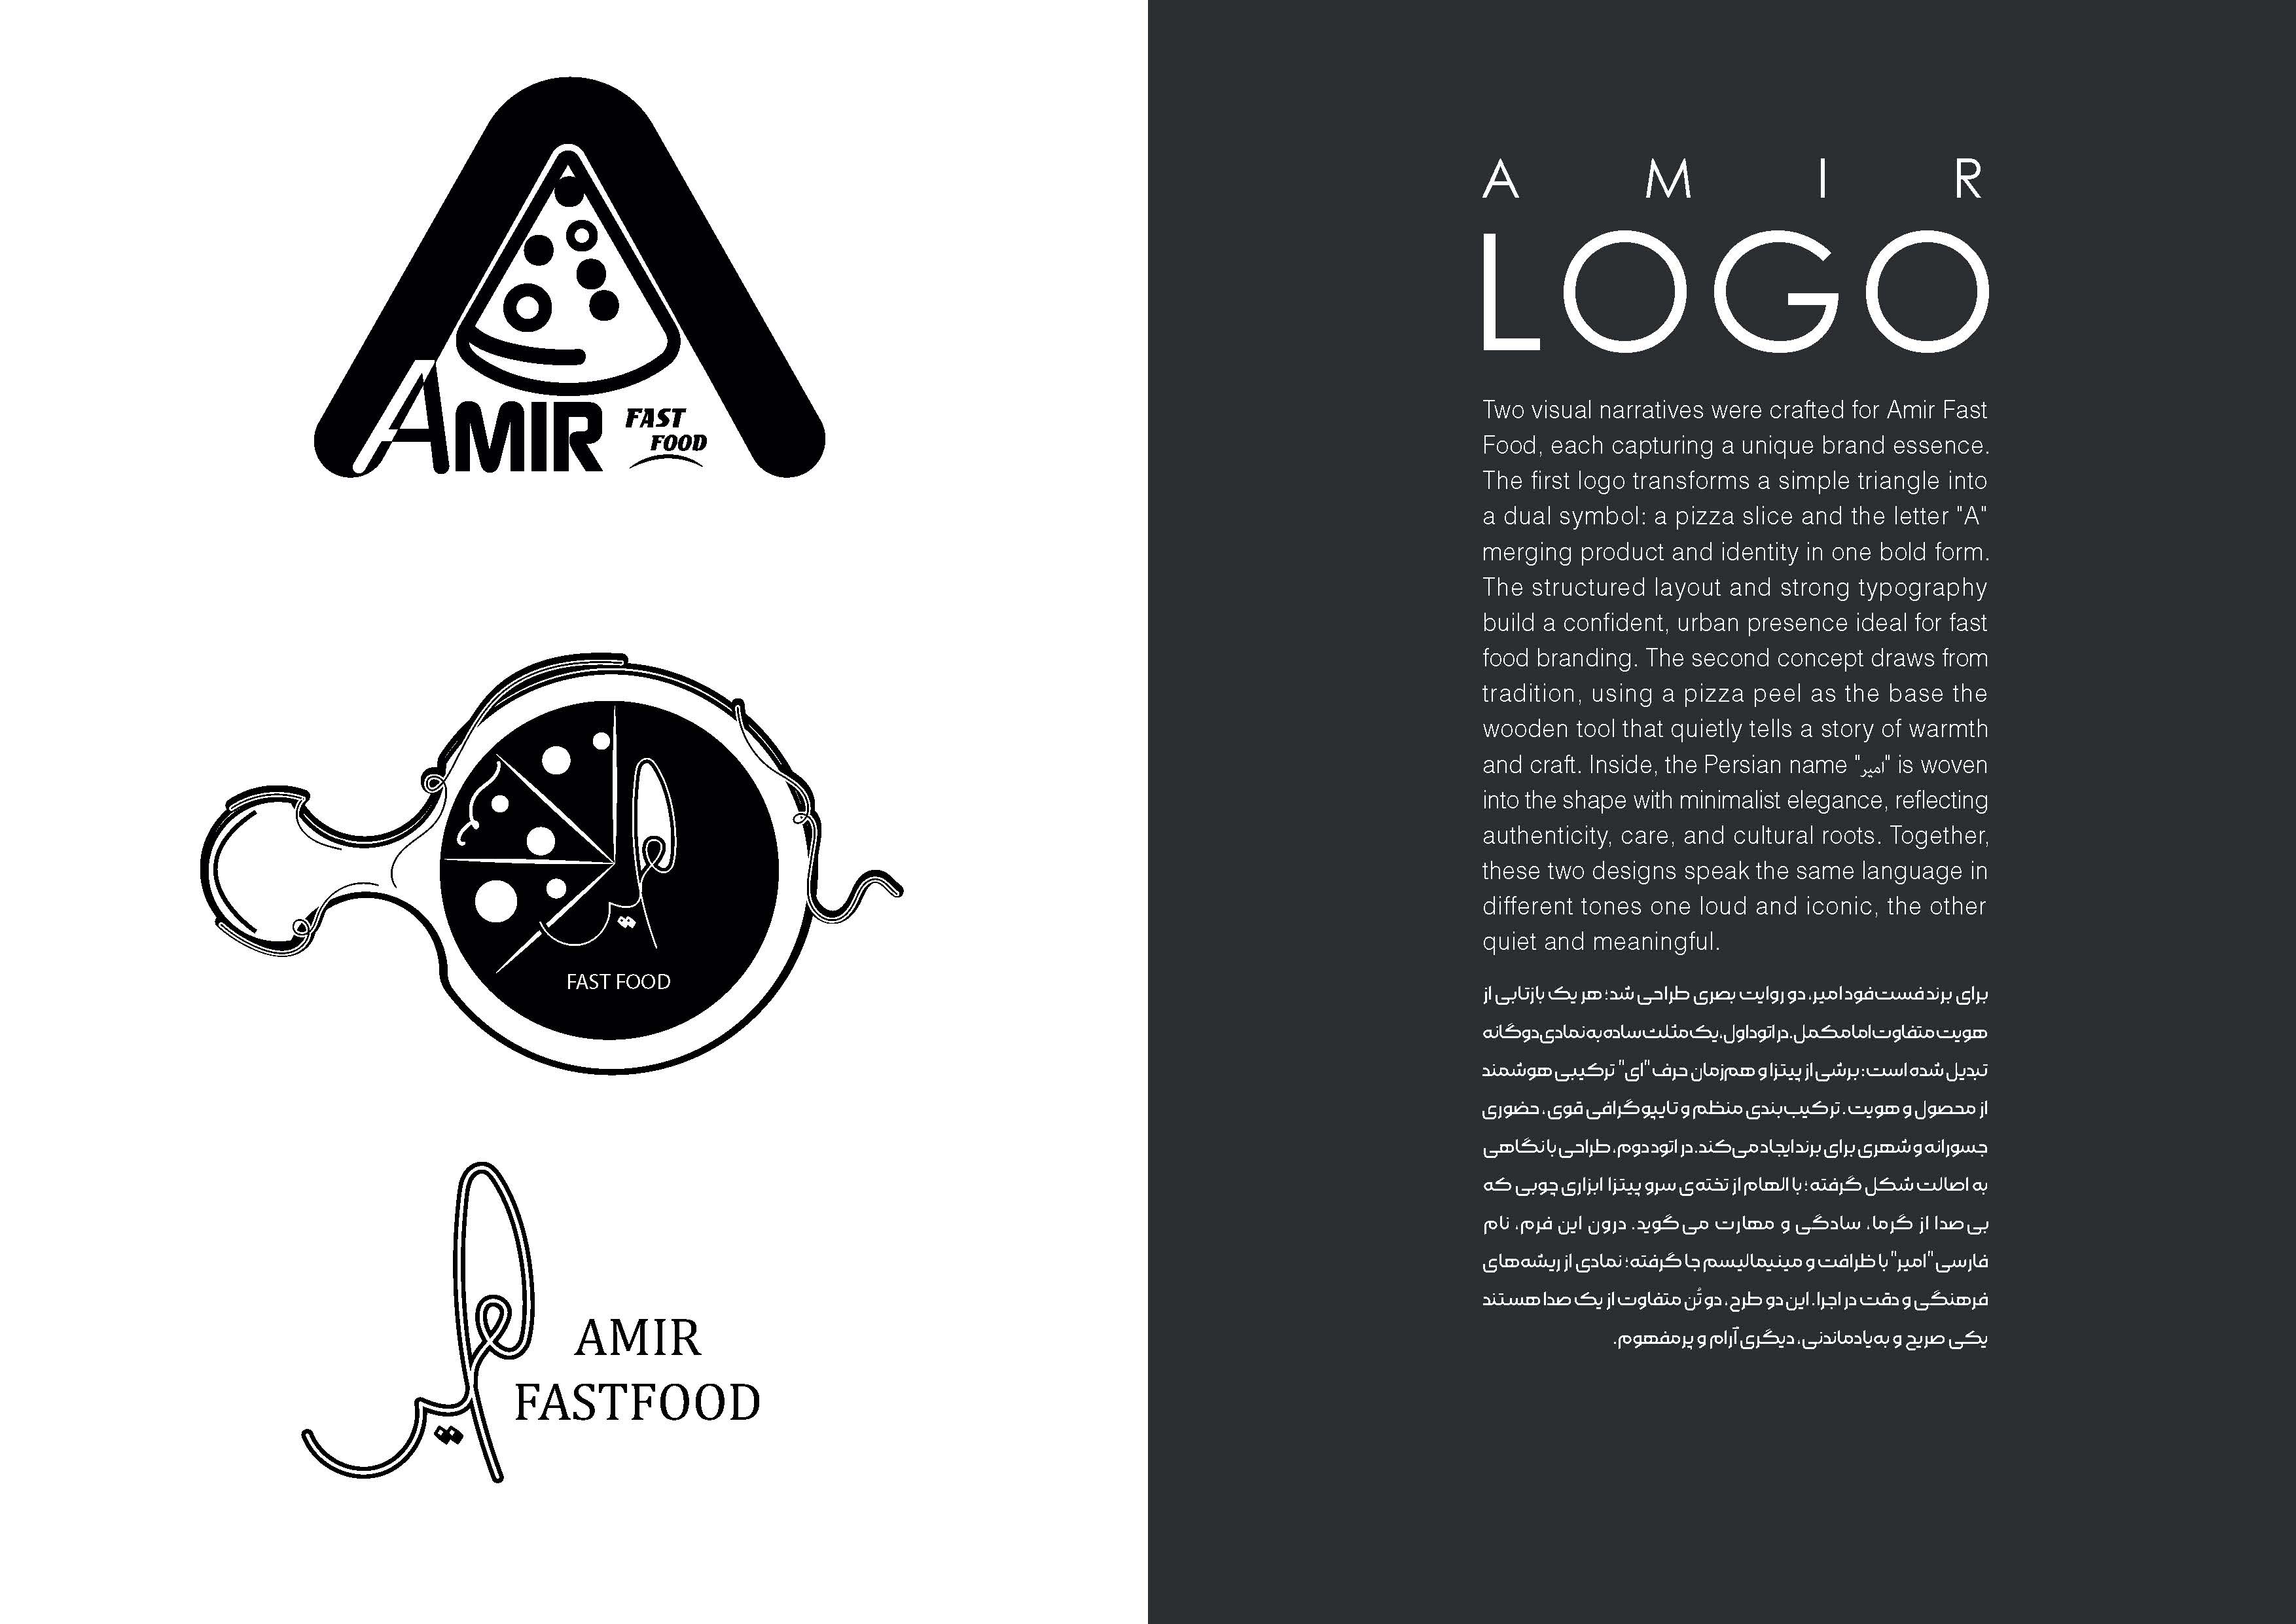 AMIR
FAST
FOOD
FAST FOOD
امیر
AMIR
FASTFOOD
A M I R
LOGO
Two visual narratives were crafted for Amir Fast
Food, each capturing a unique brand essence.
The first logo transforms a simple triangle into
a dual symbol: a pizza slice and the letter "A"
merging product and identity in one bold form.
The structured layout and strong typography
build a confident, urban presence ideal for fast
food branding. The second concept draws from
tradition, using a pizza peel as the base the
wooden tool that quietly tells a story of warmth
and craft. Inside, the Persian name "امیر" is woven
into the shape with minimalist elegance, reflecting
authenticity, care, and cultural roots. Together,
these two designs speak the same language in
different tones one loud and iconic, the other
quiet and meaningful.
برای برند فست‌فود امیر، دو روایت بصری طراحی شد؛ هر یک بازتابی از
هویت متفاوت اما مکمل. در اتود اول، یک مثلث ساده به نمادی دوگانه
تبدیل شده است: برشی از پیتزا و هم‌زمان حرف "ای" ترکیبی هوشمند
از محصول و هویت. ترکیب‌بندی منظم و تایپوگرافی قوی، حضوری
جسورانه و شهری برای برند ایجاد می‌کند. در اتود دوم، طراحی با نگاهی
به اصالت شکل گرفته؛ با الهام از تخته‌ی سرو پیتزا ابزاری چوبی که
بی‌صدا از گرما، سادگی و مهارت می‌گوید. درون این فرم، نام
فارسی "امیر" با ظرافت و مینیمالیسم جا گرفته؛ نمادی از ریشه‌های
فرهنگی و دقت در اجرا. این دو طرح، دو تُن متفاوت از یک صدا هستند
یکی صریح و به‌یادماندنی، دیگری آرام و پرمفهوم.